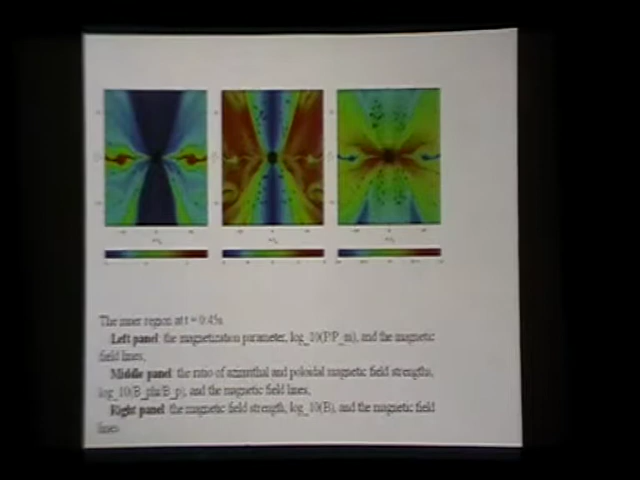 The inner region at t = 0.45s
Left panel: the magnetization parameter, log_10(P/P_m), and the magnetic
field lines;
Middle panel: the ratio of azimuthal and poloidal magnetic field strengths,
log_10(B_phi/B_p), and the magnetic field lines;
Right panel: the magnetic field strength, log_10(B), and the magnetic field
lines